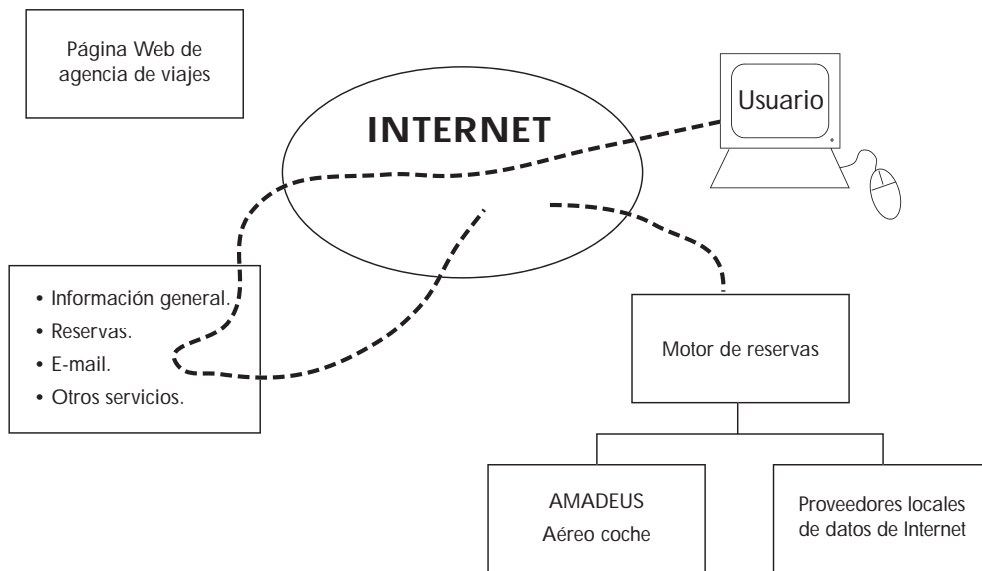 Página Web de
agencia de viajes
INTERNET
Usuario
• Información general.
• Reservas.
• E-mail.
• Otros servicios.
Motor de reservas
AMADEUS
Aéreo coche
Proveedores locales
de datos de Internet